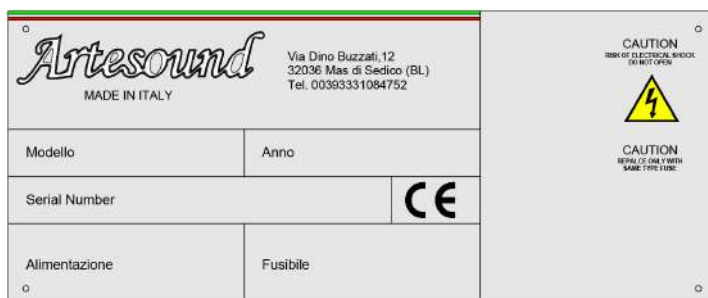 Artesound
MADE IN ITALY
Via Dino Buzzati,12
32036 Mas di Sedico (BL)
Tel. 00393331084752
CAUTION
RISK OF ELECTRICAL SHOCK
DO NOT OPEN
CAUTION
REPALCE ONLY WITH
SAME TYPE FUSE
Modello
Anno
Serial Number
CE
Alimentazione
Fusibile